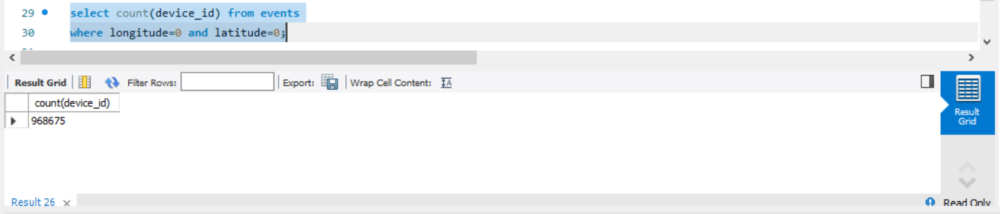 29 select count(device_id) from events
30 where longitude=0 and latitude=0;
Result Grid Filter Rows: Export: Wrap Cell Content:
count(device_id)
968675
Result
Grid
Result 26 ×
Read Only